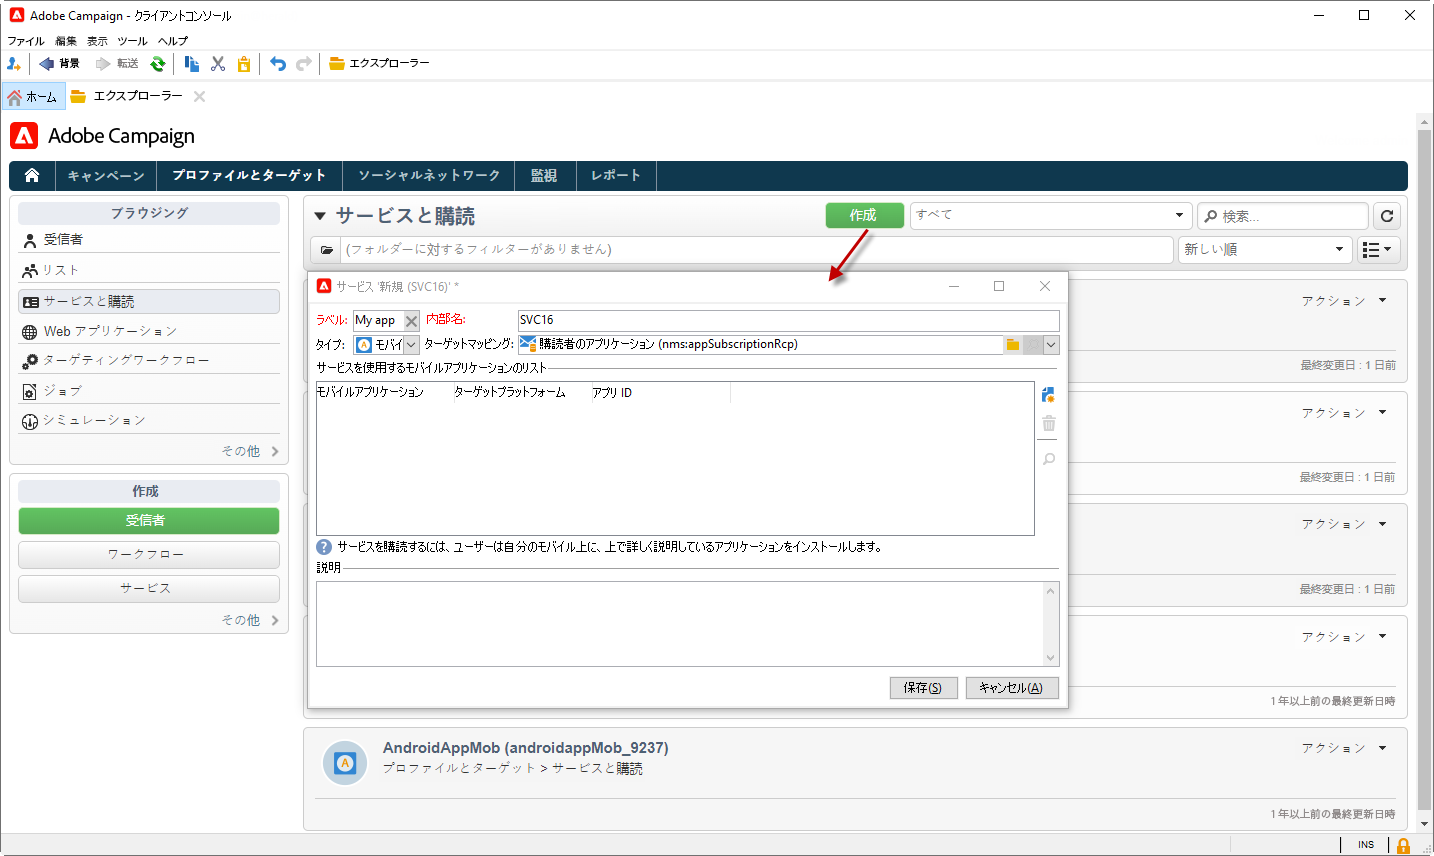 Adobe Campaign - クライアントコンソール
ファイル 編集 表示 ツール ヘルプ
背景 転送 エクスプローラー
ホーム エクスプローラー
Adobe Campaign
キャンペーン プロファイルとターゲット ソーシャルネットワーク 監視 レポート
ブラウジング
受信者
リスト
サービスと購読
Web アプリケーション
ターゲティングワークフロー
ジョブ
シミュレーション
その他
作成
受信者
ワークフロー
サービス
その他
サービスと購読 作成 すべて 検索...
(フォルダーに対するフィルターがありません) 新しい順
サービス '新規 (SVC16)' *
ラベル: My app 内部名: SVC16
タイプ: モバイ ターゲットマッピング: 購読者のアプリケーション (nms:appSubscriptionRcp)
サービスを使用するモバイルアプリケーションのリスト
モバイルアプリケーション ターゲットプラットフォーム アプリ ID
サービスを購読するには、ユーザーは自分のモバイル上に、上で詳しく説明しているアプリケーションをインストールします。
説明
保存(S) キャンセル(A)
アクション
最終変更日 : 1 日前
アクション
最終変更日 : 1 日前
アクション
最終変更日 : 1 日前
アクション
1 年以上前の最終更新日時
AndroidAppMob (androidappMob_9237) アクション
プロファイルとターゲット > サービスと購読
1 年以上前の最終更新日時
INS